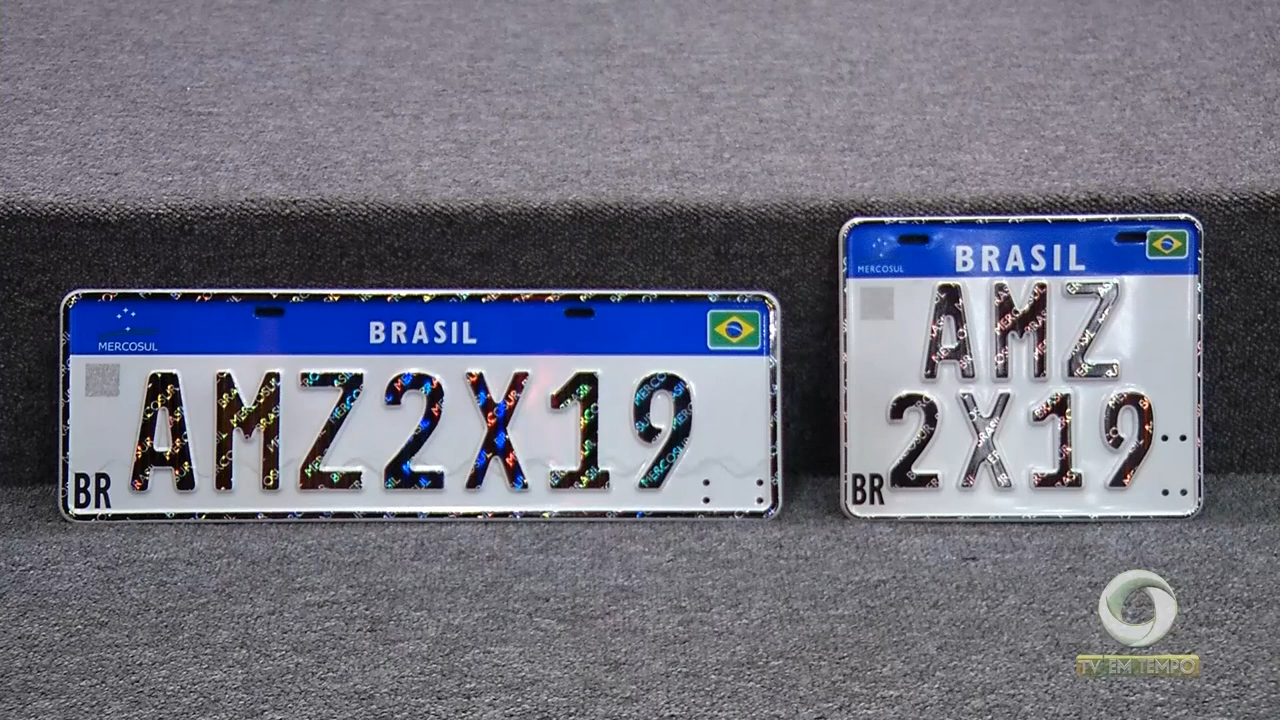 MERCOSUL
BRASIL
AMZ2X19
BR
MERCOSUL
BRASIL
AMZ
2X19
BR
TV EM TEMPO